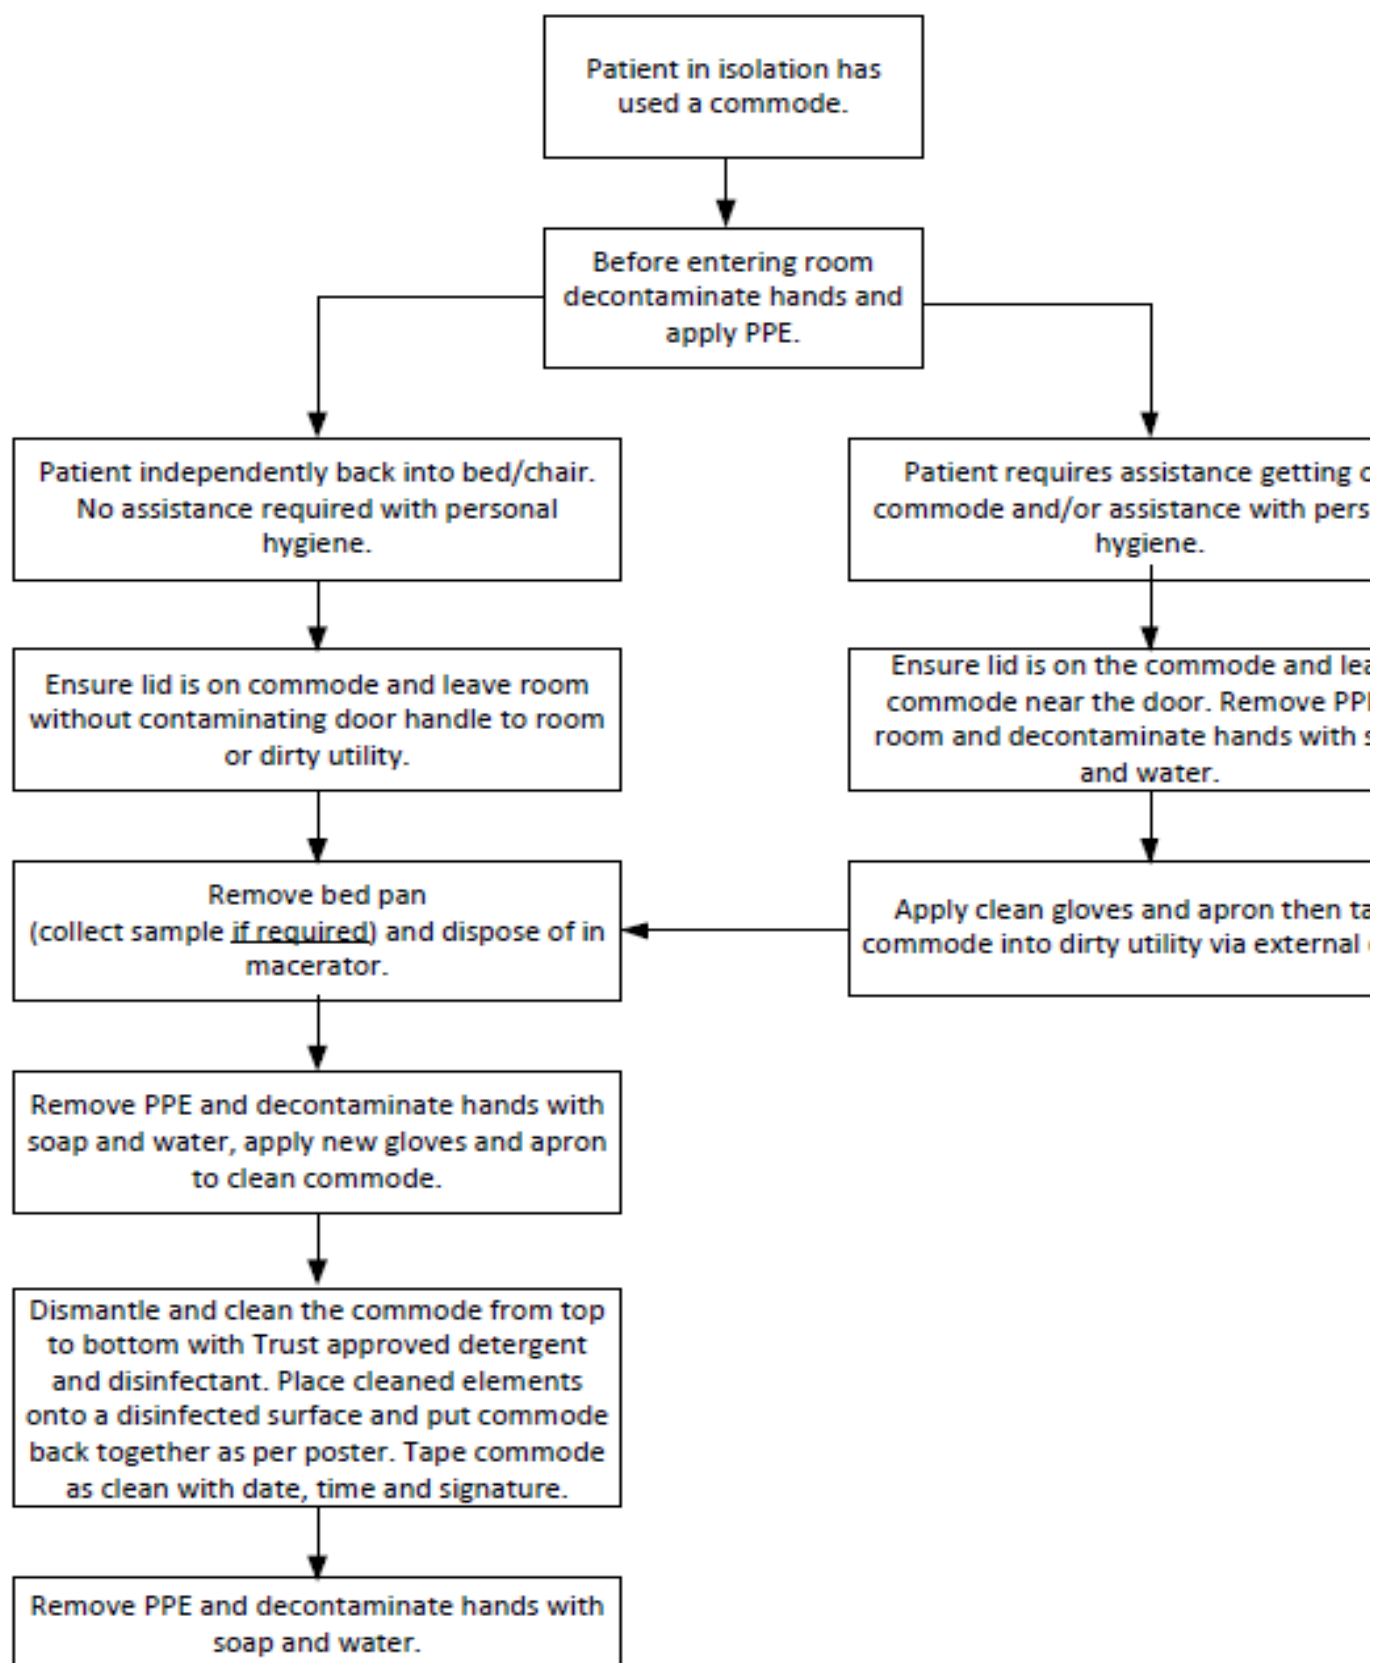 Patient in isolation has
used a commode.
Before entering room
decontaminate hands and
apply PPE.
Patient independently back into bed/chair.
No assistance required with personal
hygiene.
Patient requires assistance getting
commode and/or assistance with
hygiene.
Ensure lid is on commode and leave room
without contaminating door handle to room
or dirty utility.
Ensure lid is on the commode and
commode near the door. Remove
room and decontaminate hands with
and water.
Remove bed pan
(collect sample if required) and dispose of in
macerator.
Apply clean gloves and apron then
commode into dirty utility via external
Remove PPE and decontaminate hands with
soap and water, apply new gloves and apron
to clean commode.
Dismantle and clean the commode from top
to bottom with Trust approved detergent
and disinfectant. Place cleaned elements
onto a disinfected surface and put commode
back together as per poster. Tape commode
as clean with date, time and signature.
Remove PPE and decontaminate hands with
soap and water.